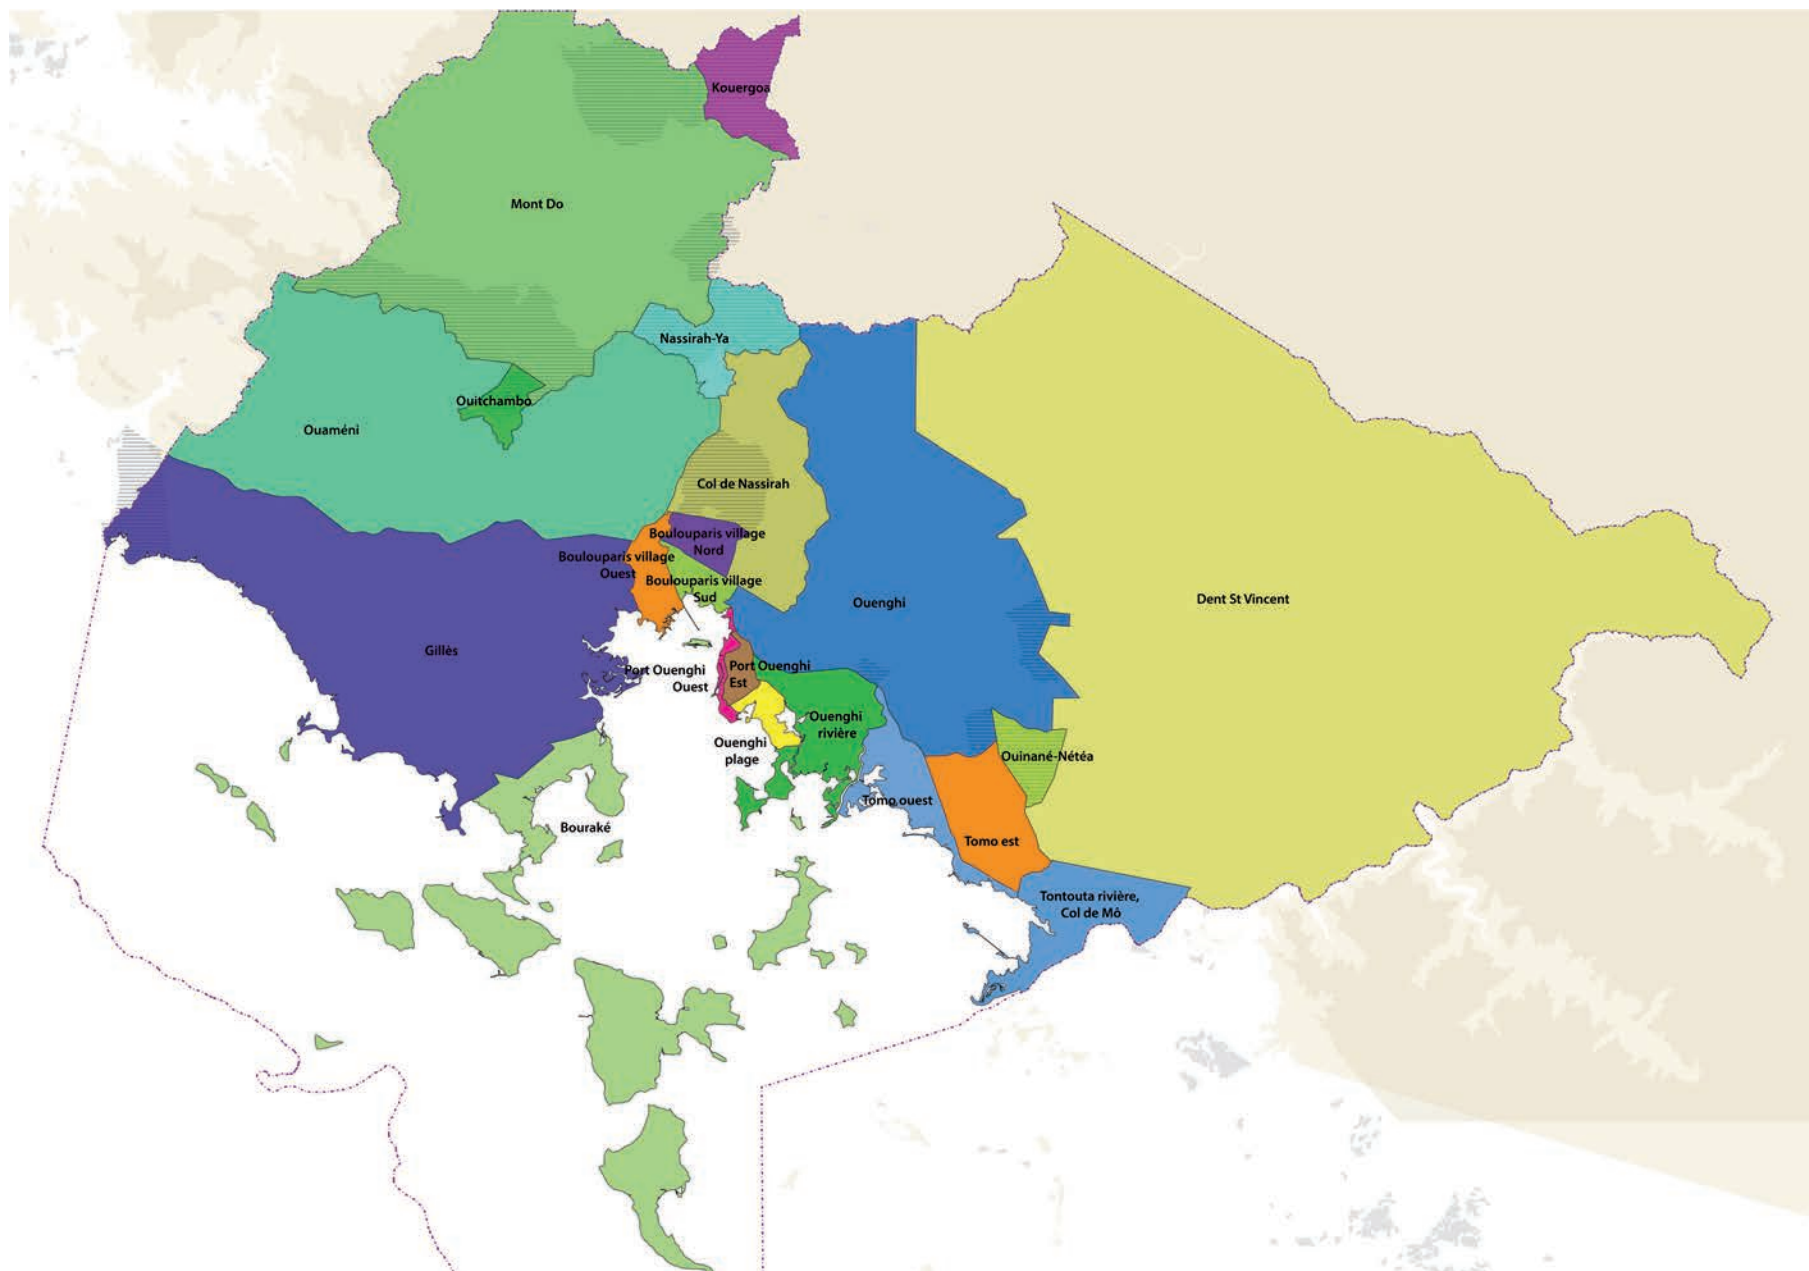 Kouergoa
Mont Do
Nassirah-Ya
Ouitchambo
Ouaméni
Col de Nassirah
Boulouparis village
Nord
Boulouparis village
Ouest
Boulouparis village
Sud
Ouenghi
Dent St Vincent
Gillès
Port Ouenghi
Ouest
Port Ouenghi
Est
Ouenghi
rivière
Ouenghi
plage
Ouinané-Nétéa
Tomo ouest
Bouraké
Tomo est
Tontouta rivière,
Col de Mô